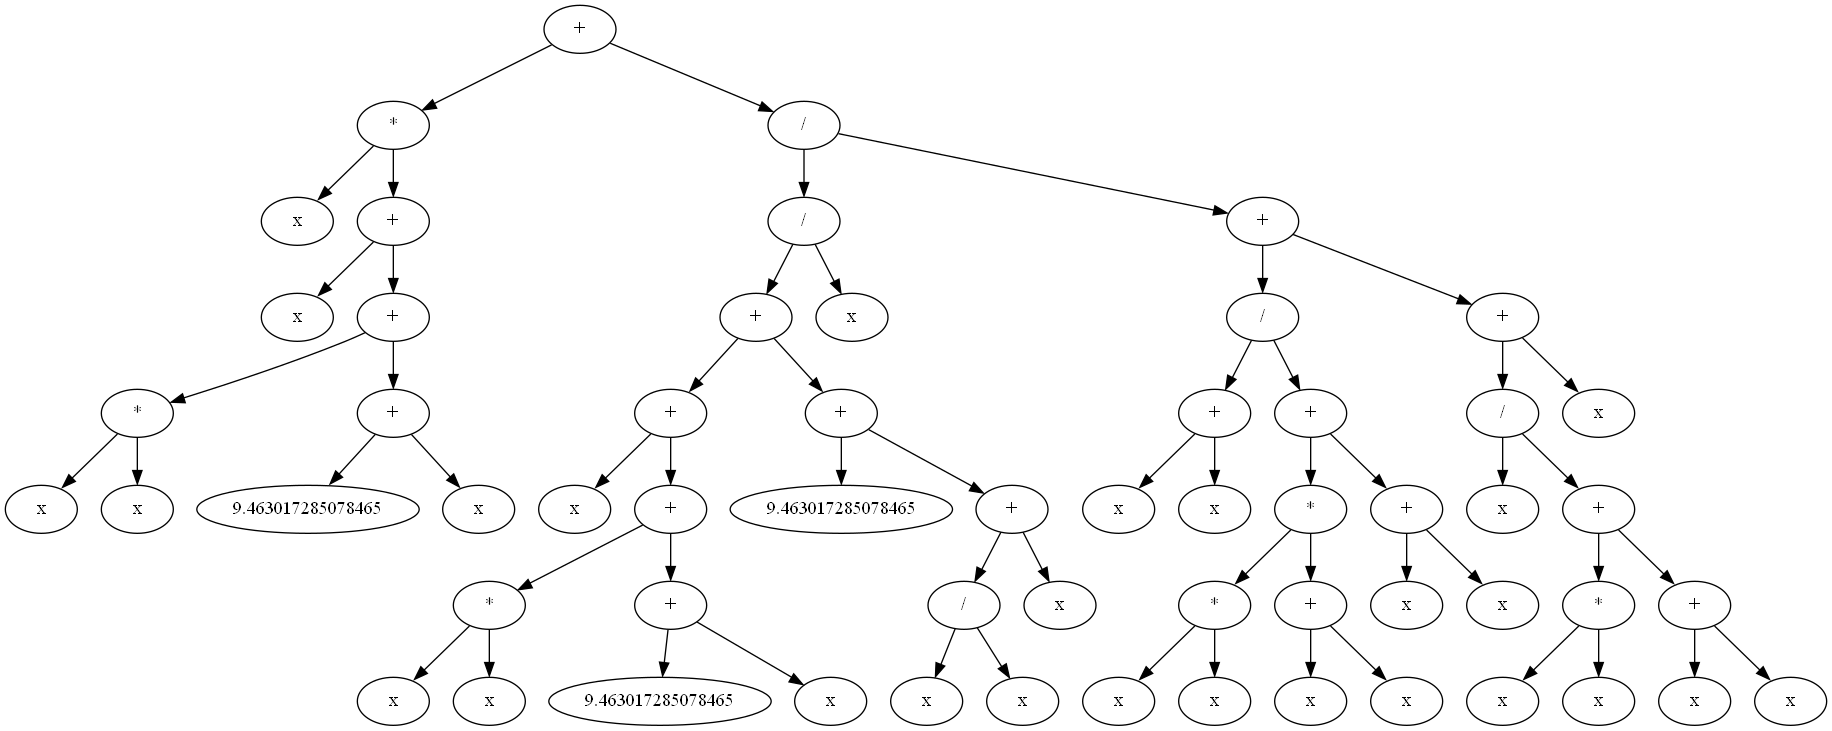 +
* /
x + / +
x + + x / +
* + + + + + / x
x x 9.463017285078465 x x + 9.463017285078465 + x x * + x +
* + / x * + x x * +
x x 9.463017285078465 x x x x x x x x x x x